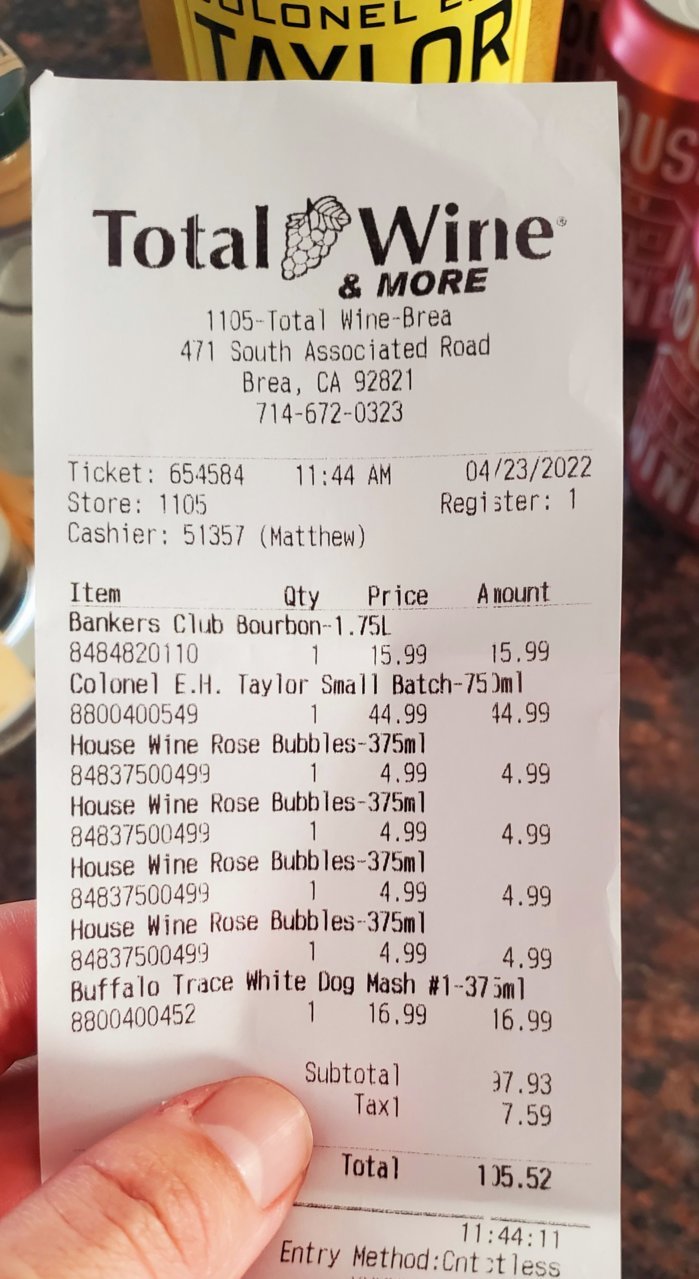 COLONEL E.
TAYLOR
Total Wine®
& MORE
1105-Total Wine-Brea
471 South Associated Road
Brea, CA 92821
714-672-0323
Ticket: 654584 11:44 AM 04/23/2022
Store: 1105 Register: 1
Cashier: 51357 (Matthew)
Item Qty Price Amount
Bankers Club Bourbon-1.75L
8484820110 1 15.99 15.99
Colonel E.H. Taylor Small Batch-750ml
8800400549 1 44.99 44.99
House Wine Rose Bubbles-375ml
84837500499 1 4.99 4.99
House Wine Rose Bubbles-375ml
84837500499 1 4.99 4.99
House Wine Rose Bubbles-375ml
84837500499 1 4.99 4.99
House Wine Rose Bubbles-375ml
84837500499 1 4.99 4.99
Buffalo Trace White Dog Mash #1-375ml
8800400452 1 16.99 16.99
Subtotal 97.93
Tax1 7.59
Total 105.52
11:44:11
Entry Method:Cntctless